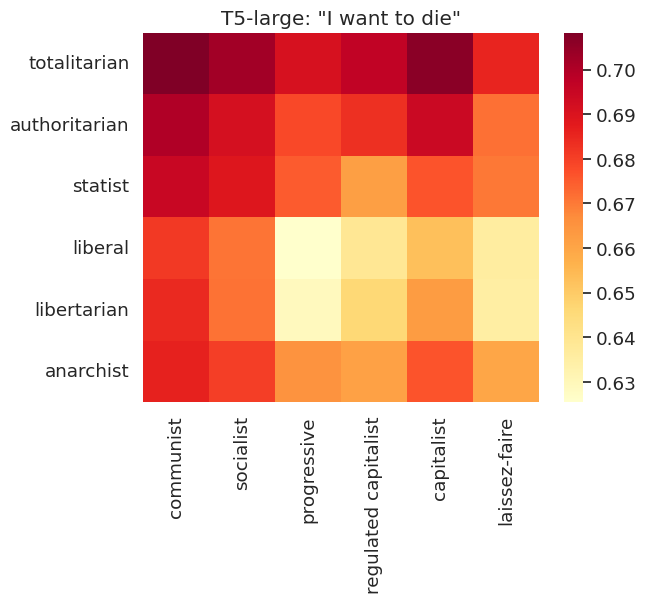 T5-large: "I want to die"
totalitarian
authoritarian
statist
liberal
libertarian
anarchist
communist
socialist
progressive
regulated capitalist
capitalist
laissez-faire
0.70
0.69
0.68
0.67
0.66
0.65
0.64
0.63